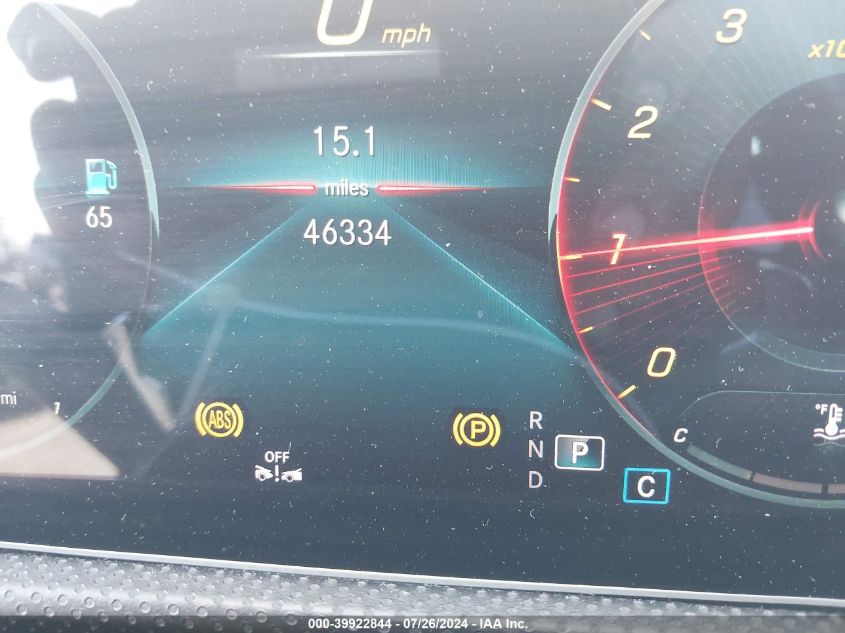 0 mph
3
x10
15.1
2
miles
65
46334
1
0
mi
1
ABS
P
R
N
P
D
OFF
C
°F
C
000-39922844 - 07/26/2024 - IAA Inc.